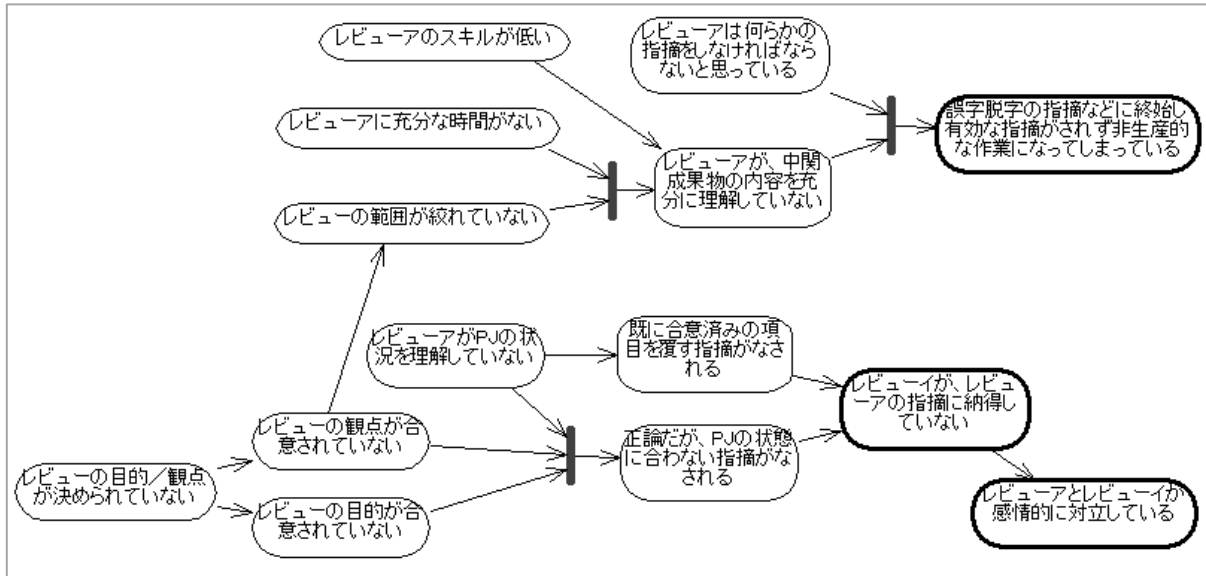 レビューアのスキルが低い
レビューアは何らかの
指摘をしなければなら
ないと思っている
レビューアに充分な時間がない
誤字脱字の指摘などに終始し
有効な指摘がされず非生産的
な作業になってしまっている
レビューアが、中間
成果物の内容を充
分に理解していない
レビューの範囲が絞れていない
レビューアがPJの状
況を理解していない
既に合意済みの項
目を覆す指摘がなさ
れる
レビューイが、レビュ
ーアの指摘に納得し
ていない
レビューの観点が合
意されていない
正論だが、PJの状態
に合わない指摘がな
される
レビューの目的／観点
が決められていない
レビューの目的が合
意されていない
レビューアとレビューイが
感情的に対立している